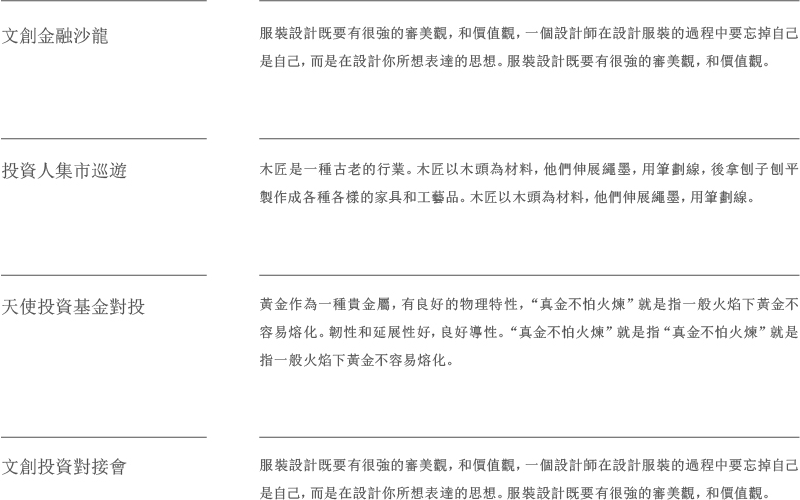 文創金融沙龍
服裝設計既要有很強的審美觀，和價值觀，一個設計師在設計服裝的過程中要忘掉自己
是自己，而是在設計你所想表達的思想。服裝設計既要有很強的審美觀，和價值觀。
投資人集市巡遊
木匠是一種古老的行業。木匠以木頭為材料，他們伸展繩墨，用筆劃線，後拿刨子刨平
製作成各種各樣的家具和工藝品。木匠以木頭為材料，他們伸展繩墨，用筆劃線。
天使投資基金對投
黃金作為一種貴金屬，有良好的物理特性，“真金不怕火煉”就是指一般火焰下黃金不
容易熔化。韌性和延展性好，良好導性。“真金不怕火煉”就是指“真金不怕火煉”就是
指一般火焰下黃金不容易熔化。
文創投資對接會
服裝設計既要有很強的審美觀，和價值觀，一個設計師在設計服裝的過程中要忘掉自己
是自己，而是在設計你所想表達的思想。服裝設計既要有很強的審美觀，和價值觀。